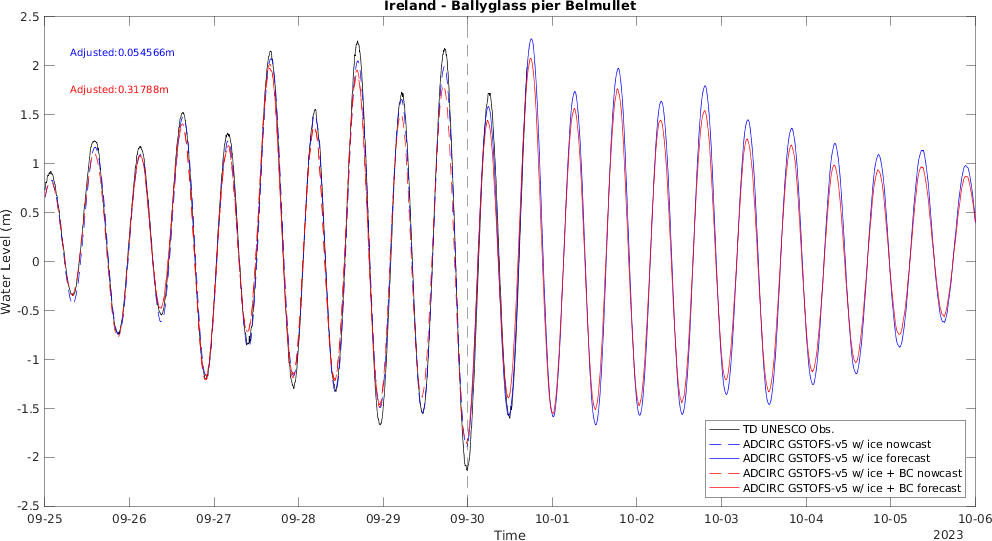 Ireland - Ballyglass pier Belmullet
Adjusted:0.054566m
Adjusted:0.31788m
2.5
2
1.5
1
0.5
0
-0.5
-1
-1.5
-2
-2.5
Water Level (m)
TD UNESCO Obs.
ADCIRC GSTOFS-v5 w/ ice nowcast
ADCIRC GSTOFS-v5 w/ ice forecast
ADCIRC GSTOFS-v5 w/ ice + BC nowcast
ADCIRC GSTOFS-v5 w/ ice + BC forecast
09-25 09-26 09-27 09-28 09-29 09-30 10-01 10-02 10-03 10-04 10-05 10-06
Time
2023